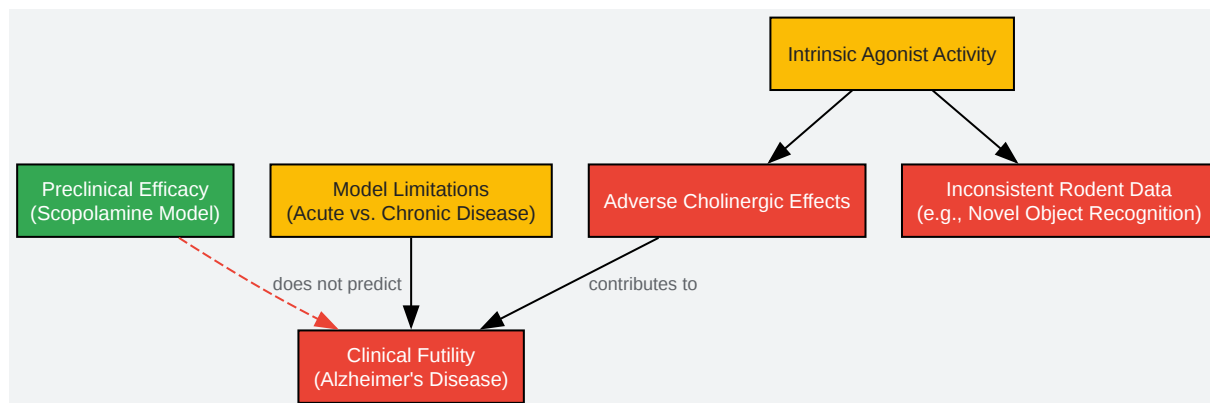 Intrinsic Agonist Activity
Preclinical Efficacy
(Scopolamine Model)
Model Limitations
(Acute vs. Chronic Disease)
Adverse Cholinergic Effects
Inconsistent Rodent Data
(e.g., Novel Object Recognition)
does not predict
contributes to
Clinical Futility
(Alzheimer's Disease)